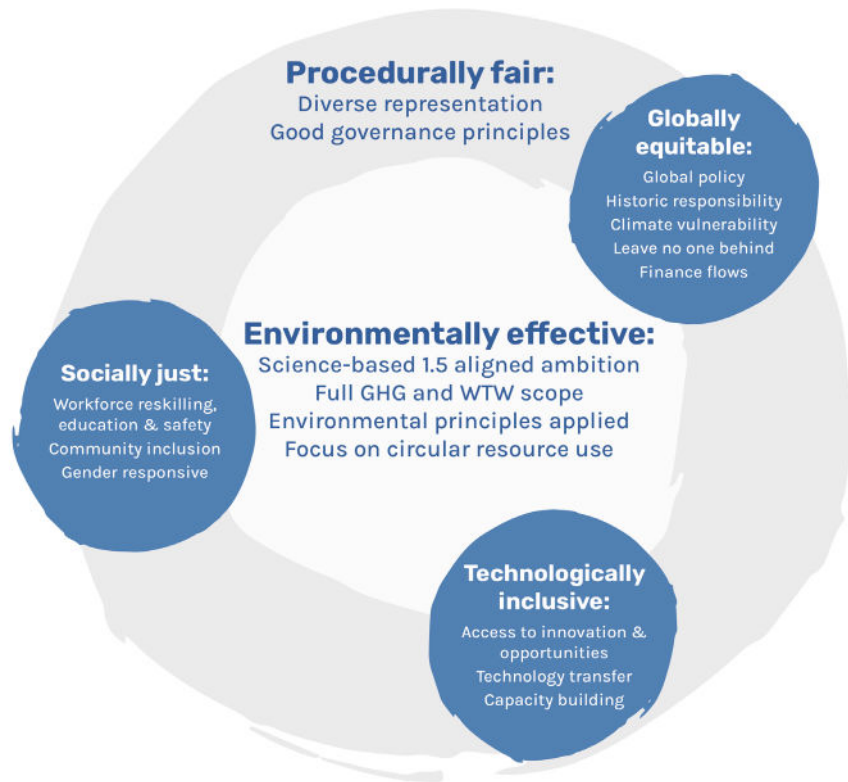 Procedurally fair:
Diverse representation
Good governance principles
Globally
equitable:
Global policy
Historic responsibility
Climate vulnerability
Leave no one behind
Finance flows
Environmentally effective:
Science-based 1.5 aligned ambition
Full GHG and WTW scope
Environmental principles applied
Focus on circular resource use
Socially just:
Workforce reskilling,
education & safety
Community inclusion
Gender responsive
Technologically
inclusive:
Access to innovation &
opportunities
Technology transfer
Capacity building